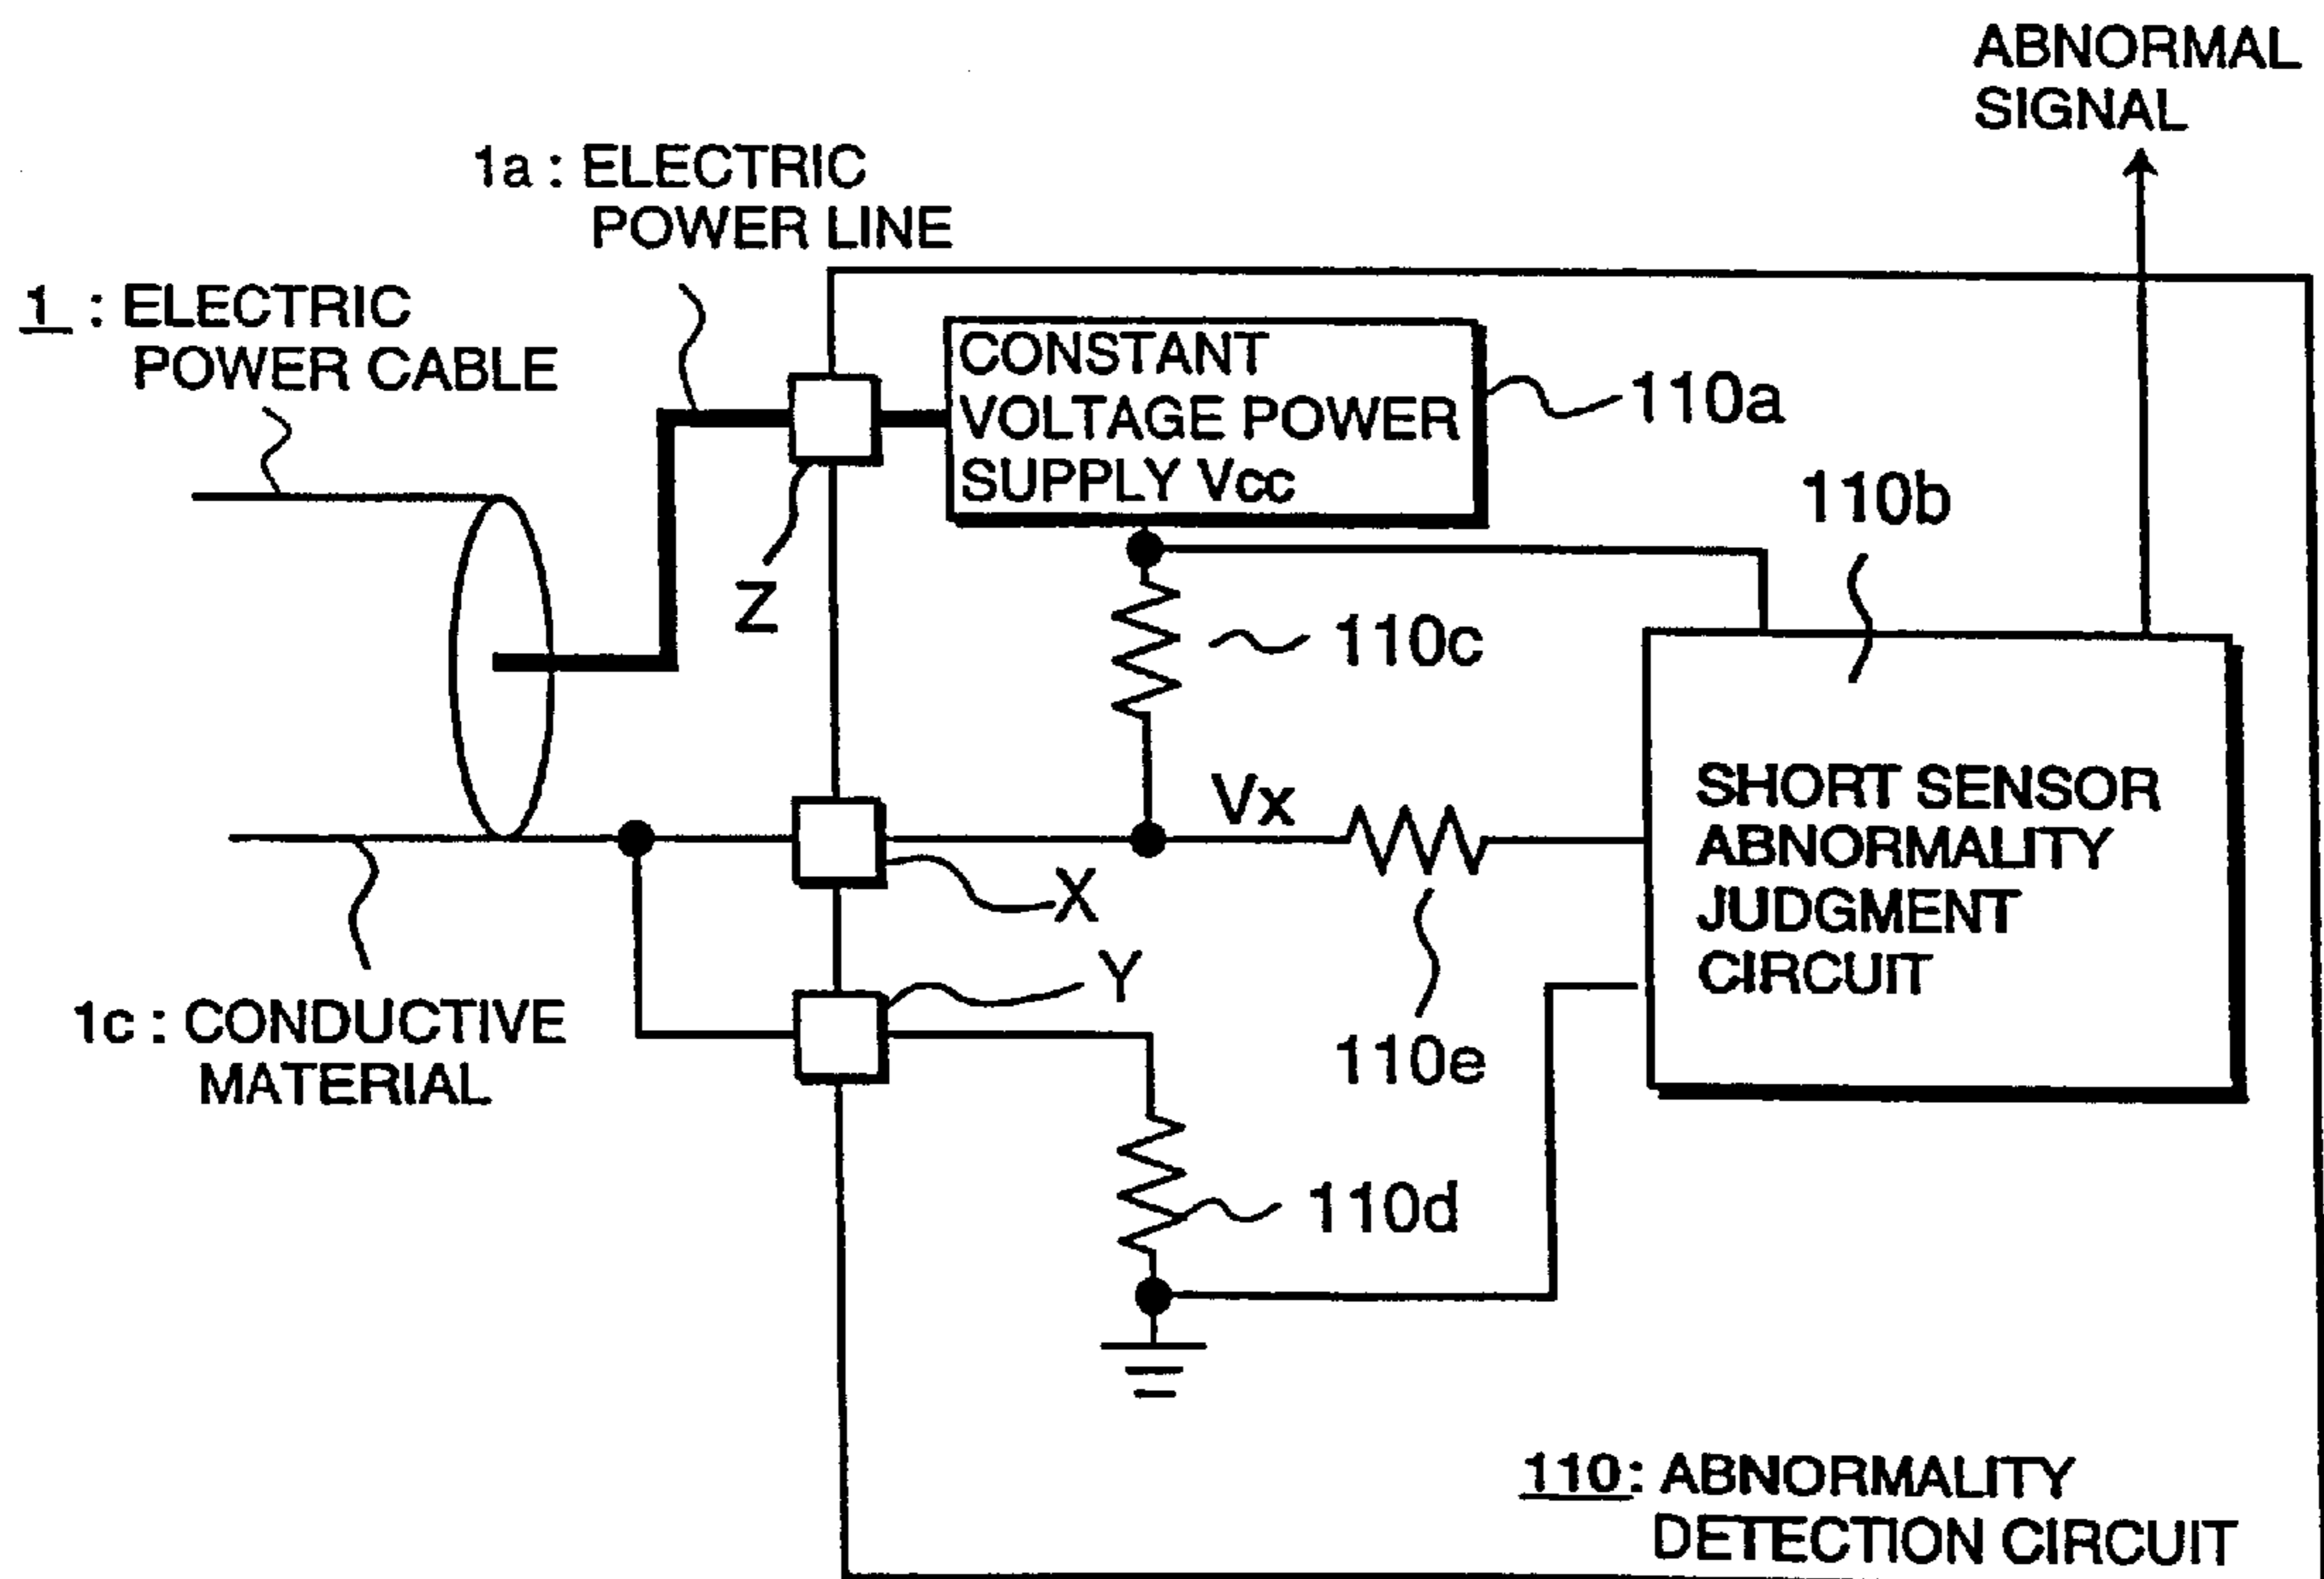 ABNORMAL
SIGNAL
1a : ELECTRIC
POWER LINE
1 : ELECTRIC
POWER CABLE
CONSTANT
VOLTAGE POWER
SUPPLY Vcc
110a
110b
Z
110c
Vx
SHORT SENSOR
ABNORMALITY
JUDGMENT
CIRCUIT
X
Y
1c : CONDUCTIVE
MATERIAL
110e
110d
110 : ABNORMALITY
DETECTION CIRCUIT